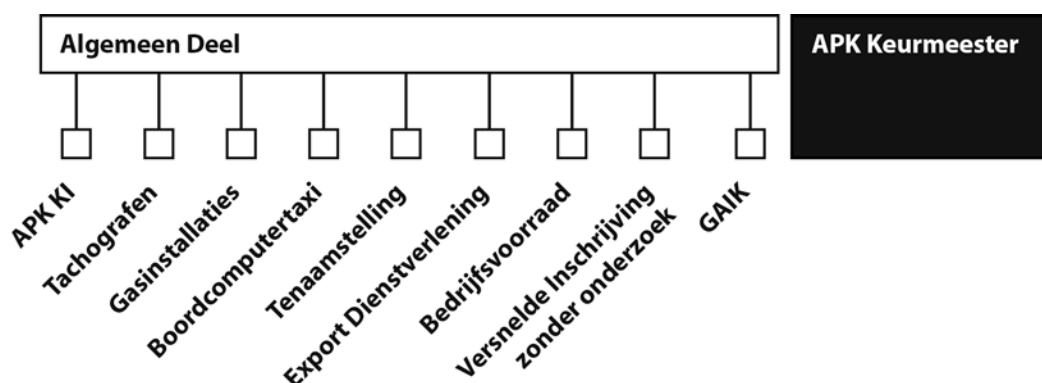 Algemeen Deel
APK Keurmeester
APK KI
Tachografen
Gasinstallaties
Boordcomputertaxi
Tenaamstelling
Export Dienstverlening
Bedrijfsvoorraad
Versnelde Inschrijving
zonder onderzoek
GAIK